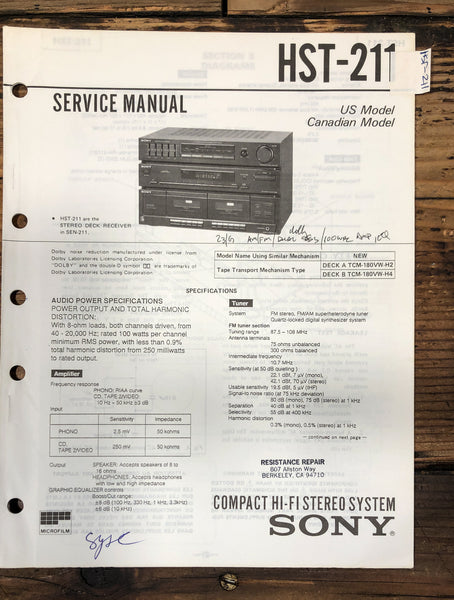 HST-211
HST-211
SERVICE MANUAL
US Model
Canadian Model
• HST-211 are the
STEREO DECK RECEIVER
in SEN-211.
Dolby noise reduction manufactured under license from
Dolby Laboratories Licensing Corporation.
"DOLBY" and the double-D symbol are trademarks of
Dolby Laboratories Licensing Corporation.
Model Name Using Similar Mechanism NEW
Tape Transport Mechanism Type DECK A TCM-180VW-H2
DECK B TCM-180VW-H4
SPECIFICATIONS
AUDIO POWER SPECIFICATIONS
POWER OUTPUT AND TOTAL HARMONIC
DISTORTION:
With 8-ohm loads, both channels driven, from
40 - 20,000 Hz; rated 100 watts per channel
minimum RMS power, with less than 0.9%
total harmonic distortion from 250 milliwatts
to rated output.
Amplifier
Frequency response
PHONO: RIAA curve
CD, TAPE 2/VIDEO:
10 Hz – 50 kHz ±3 dB
Input
Sensitivity Impedance
PHONO 2.5 mV 50 kohms
CD,
TAPE 2/VIDEO 250 mV 50 kohms
Output SPEAKER: Accepts speakers of 8 to
16 ohms
HEADPHONES: Accepts headphones
with low and high impedance
GRAPHIC EQUALIZER controls
Boost/Cut range:
±8 dB (100 Hz, 330 Hz, 1 kHz, 3.3 kHz)
±6 dB (10 kHz)
Tuner
System FM stereo, FM/AM superheterodyne tuner
Quartz-locked digital synthesizer system
FM tuner section
Tuning range 87.5 – 108 MHz
Antenna terminals
75 ohms unbalanced
300 ohms balanced
Intermediate frequency
10.7 MHz
Sensitivity (at 50 dB quieting)
22.1 dBf, 7 µV (mono),
42.1 dBf, 70 µV (stereo)
Usable sensitivity 19.5 dBf, 5 µV (IHF)
Signal-to-noise ratio (at 75 kHz deviation)
80 dB (mono), 75 dB (stereo)
Separation 40 dB at 1 kHz
Selectivity 55 dB at 400 kHz
Harmonic distortion
0.3% (mono), 0.5% (stereo) at 1 kHz
– continued on next page –
RESISTANCE REPAIR
807 Allston Way
BERKELEY, CA 94710
COMPACT HI-FI STEREO SYSTEM
SONY
MICROFILM